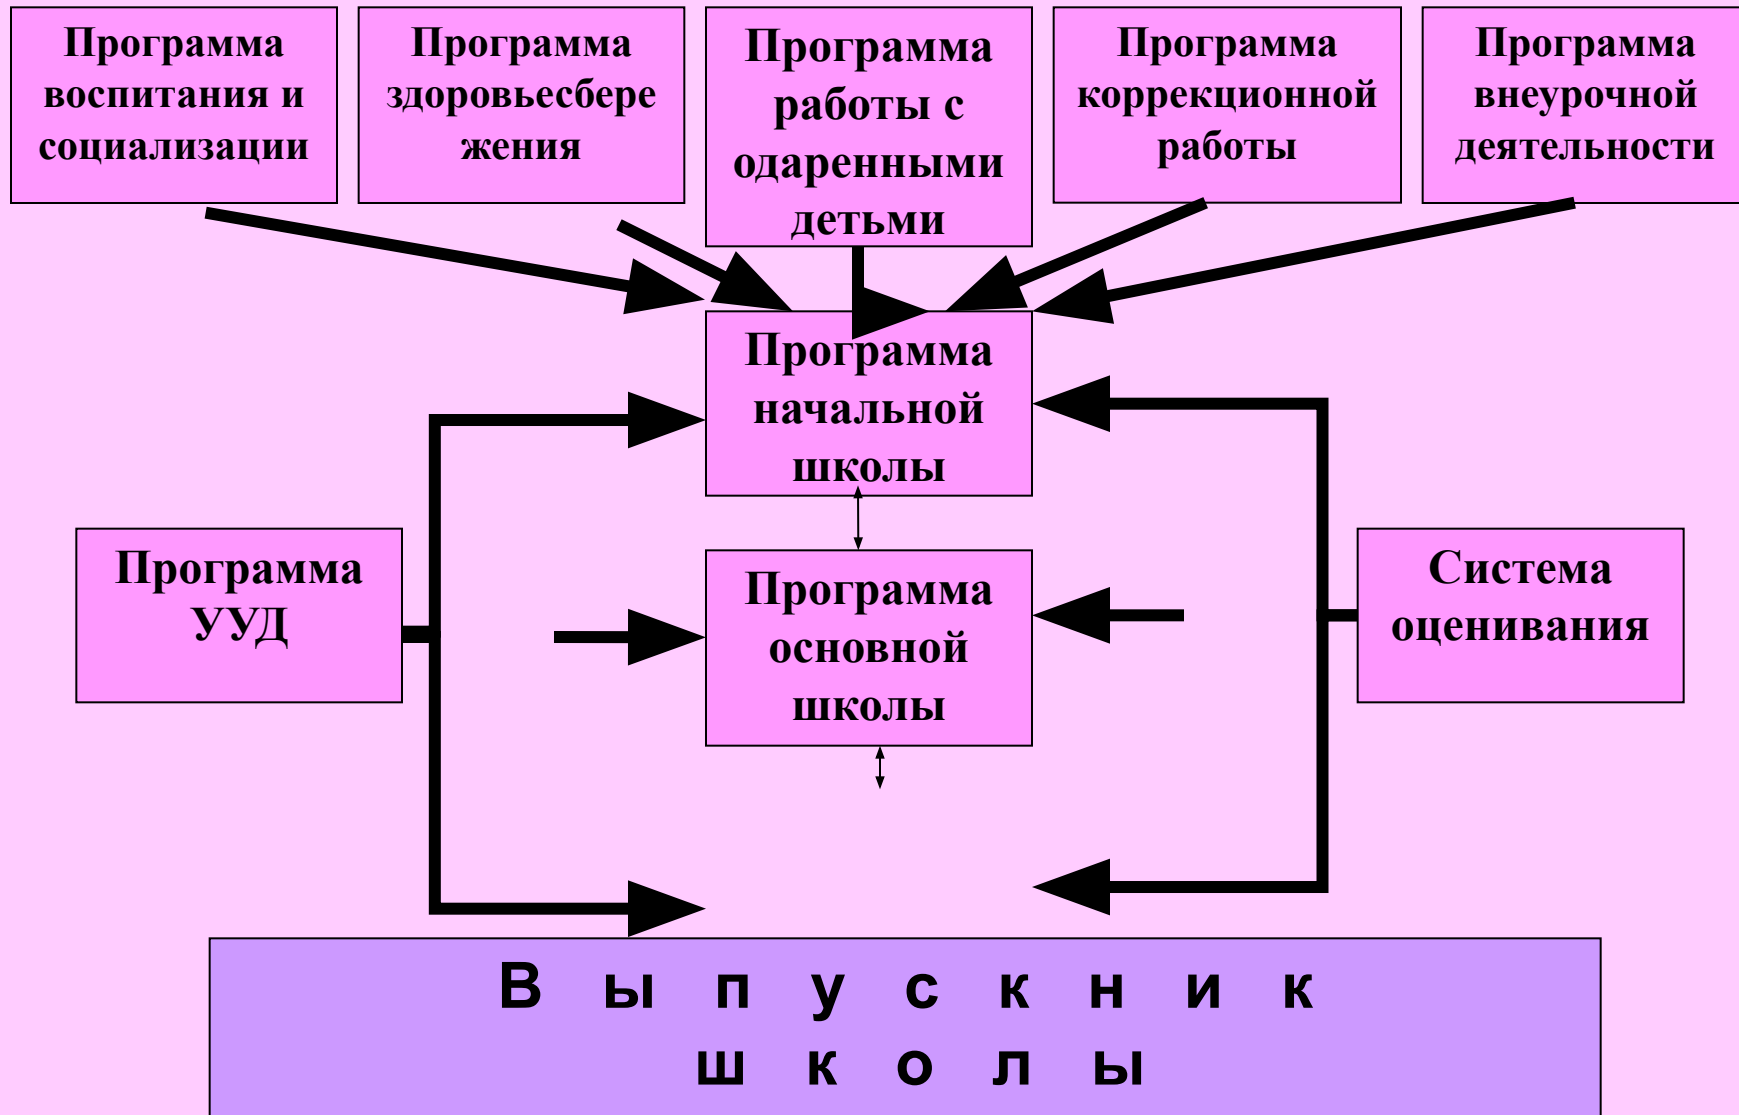 Программа
воспитания и
социализации
Программа
здоровьесбере
жения
Программа
работы с
одаренными
детьми
Программа
коррекционной
работы
Программа
внеурочной
деятельности
Программа
начальной
школы
Программа
УУД
Программа
основной
школы
Система
оценивания
В ы п у с к н и к
ш к о л ы